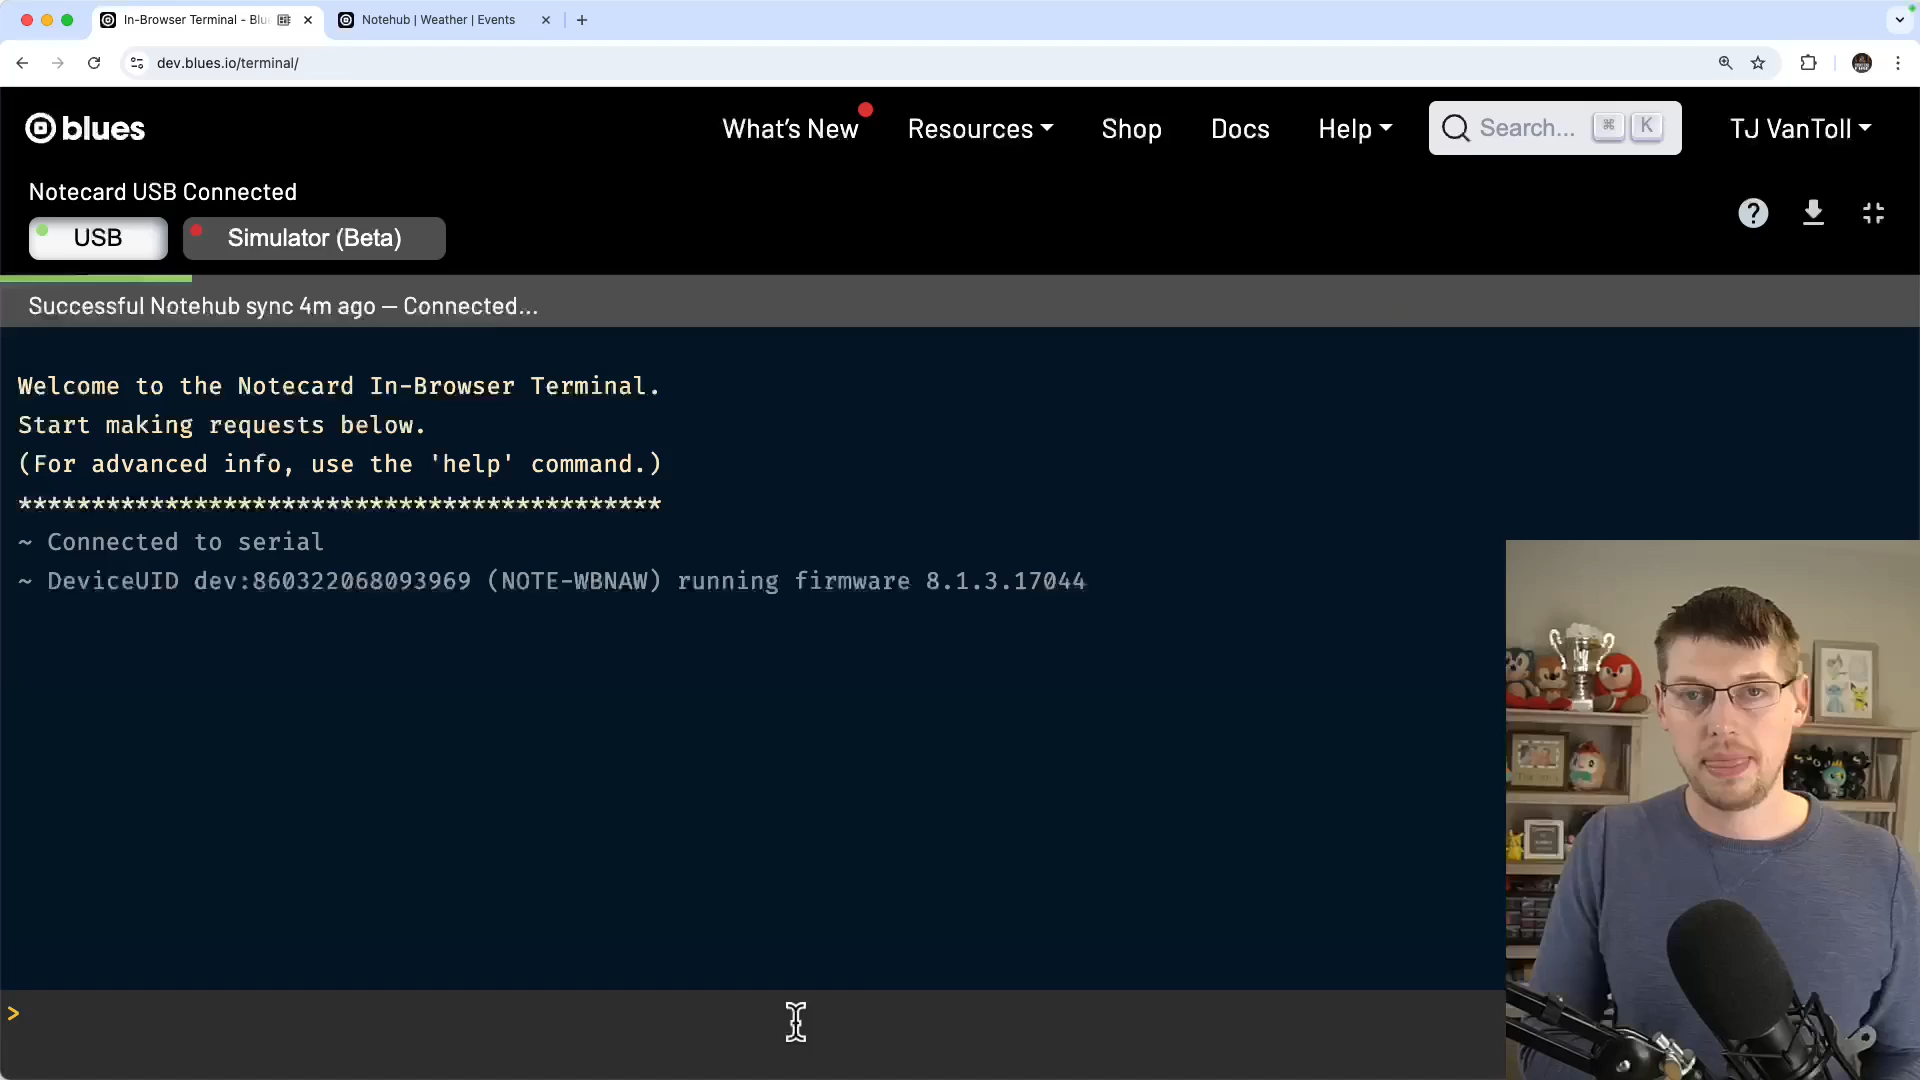 In-Browser Terminal - Blu
Notehub | Weather | Events
dev.blues.io/terminal/
blues
What's New
Resources
Shop
Docs
Help
Search...
⌘
K
TJ VanToll
Notecard USB Connected
USB
Simulator (Beta)
?
Successful Notehub sync 4m ago — Connected...
Welcome to the Notecard In-Browser Terminal.
Start making requests below.
(For advanced info, use the 'help' command.)
********************************************
~ Connected to serial
~ DeviceUID dev:860322068093969 (NOTE-WBNAW) running firmware 8.1.3.17044
>